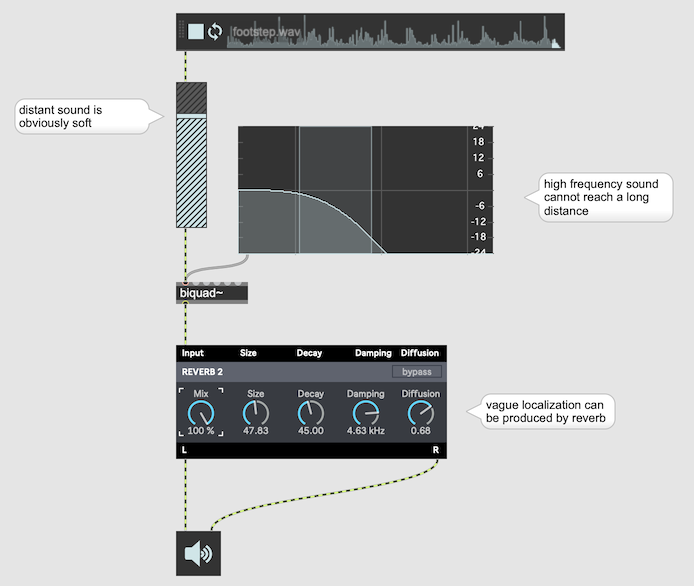 footstep.wav
distant sound is
obviously soft
24
18
12
6
-6
-12
-18
-24
high frequency sound
cannot reach a long
distance
biquad~
Input Size Decay Damping Diffusion
REVERB 2 bypass
Mix Size Decay Damping Diffusion
100 % 47.83 45.00 4.63 kHz 0.68
L R
vague localization can
be produced by reverb